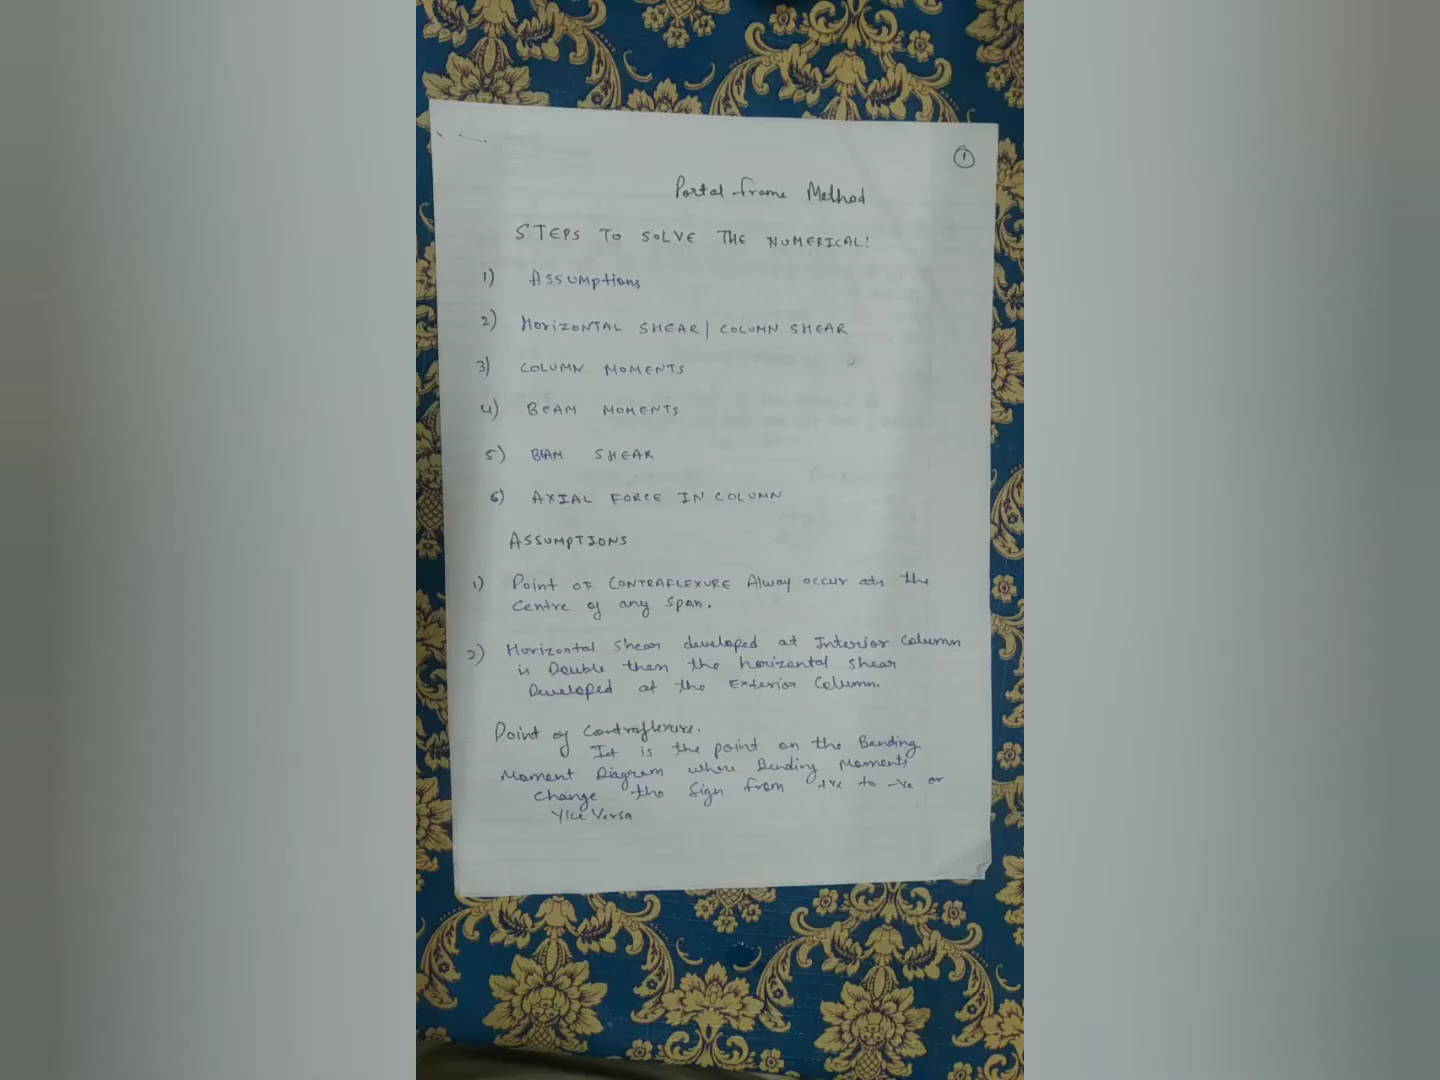 1
Portal frame Method
STEPS TO SOLVE THE NUMERICAL:
1) Assumptions
2) HoriZONTAL SHEAR | COLUMN SHEAR
3) COLUMN MOMENTS
4) BEAM MOMENTS
5) BEAM SHEAR
6) AXIAL FORCE IN COLUMN
ASSUMPTIONS
1) Point OF CONTRAFLEXURE Alway occur at the
Centre of any Span.
2) Horizontal Shear developed at Interior Column
is Double then the horizontal shear
Developed at the Exterior Column.
Point of Contraflexure.
It is the point on the Bending
Moment Diagram where Bending Moments
Change the Sign from +ve to -ve or
Vice Versa